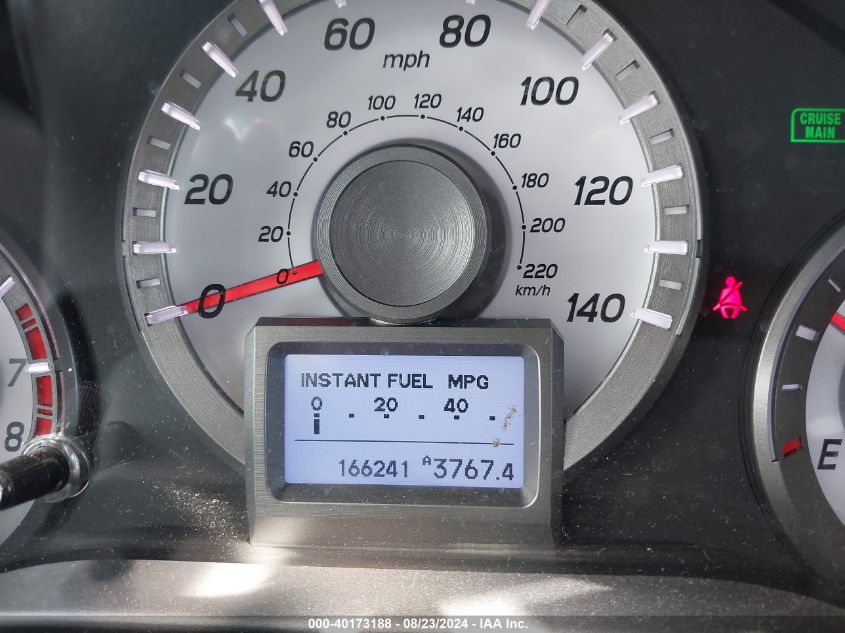 60 80
mph
40 100
100 120
80 140
60 160
20 40 180 120
20 200
0 220
km/h
0 140
CRUISE
MAIN
7
8
E
INSTANT FUEL MPG
0 20 40
166241 A3767.4
000-40173188 - 08/23/2024 - IAA Inc.